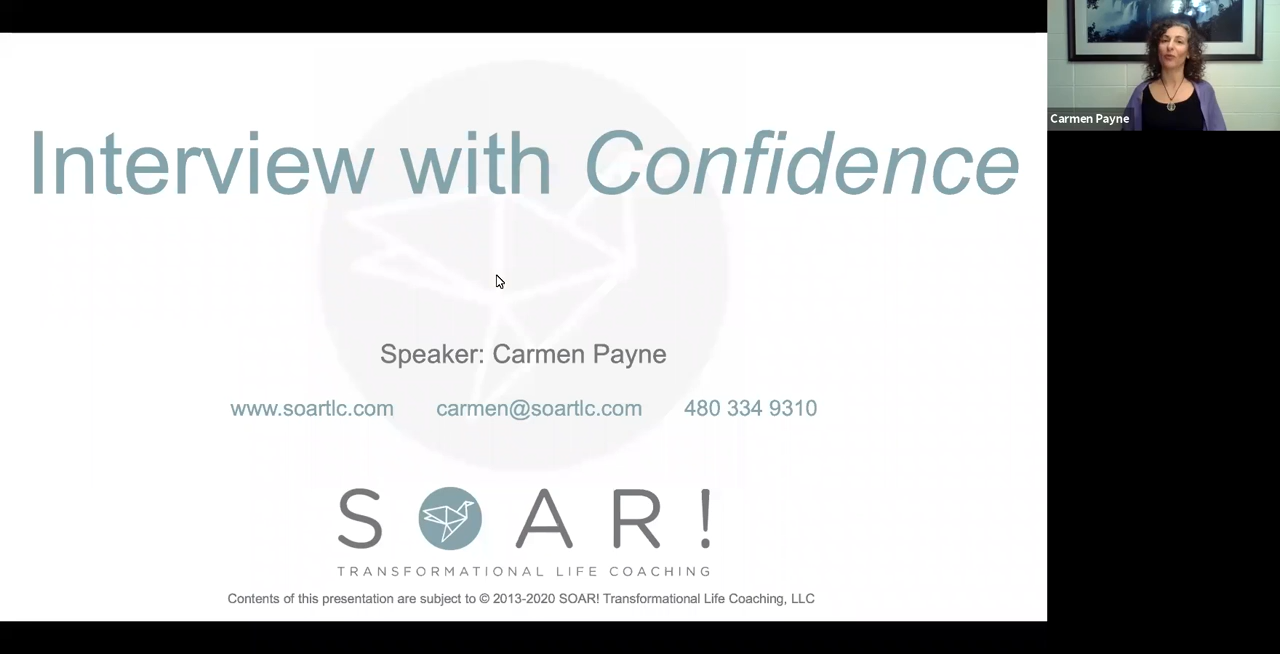 Interview with Confidence
Carmen Payne
Speaker: Carmen Payne
www.soartlc.com carmen@soartlc.com 480 334 9310
S O A R !
TRANSFORMATIONAL LIFE COACHING
Contents of this presentation are subject to © 2013-2020 SOAR! Transformational Life Coaching, LLC